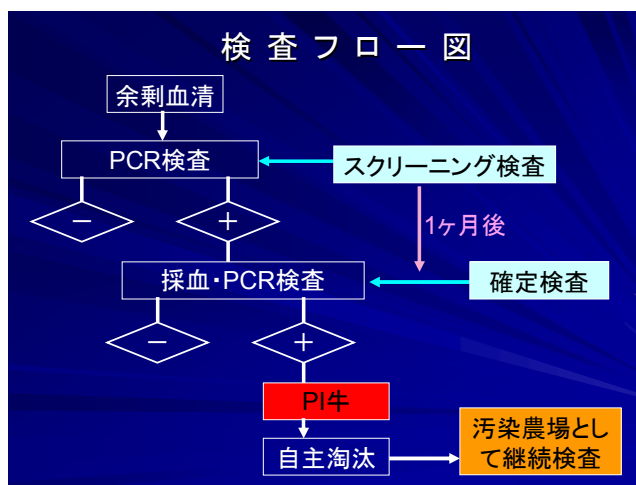 検 査 フ ロ ー 図
余剰血清
PCR検査
スクリーニング検査
－
＋
1ヶ月後
採血・PCR検査
確定検査
－
＋
PI牛
自主淘汰
汚染農場とし
て継続検査